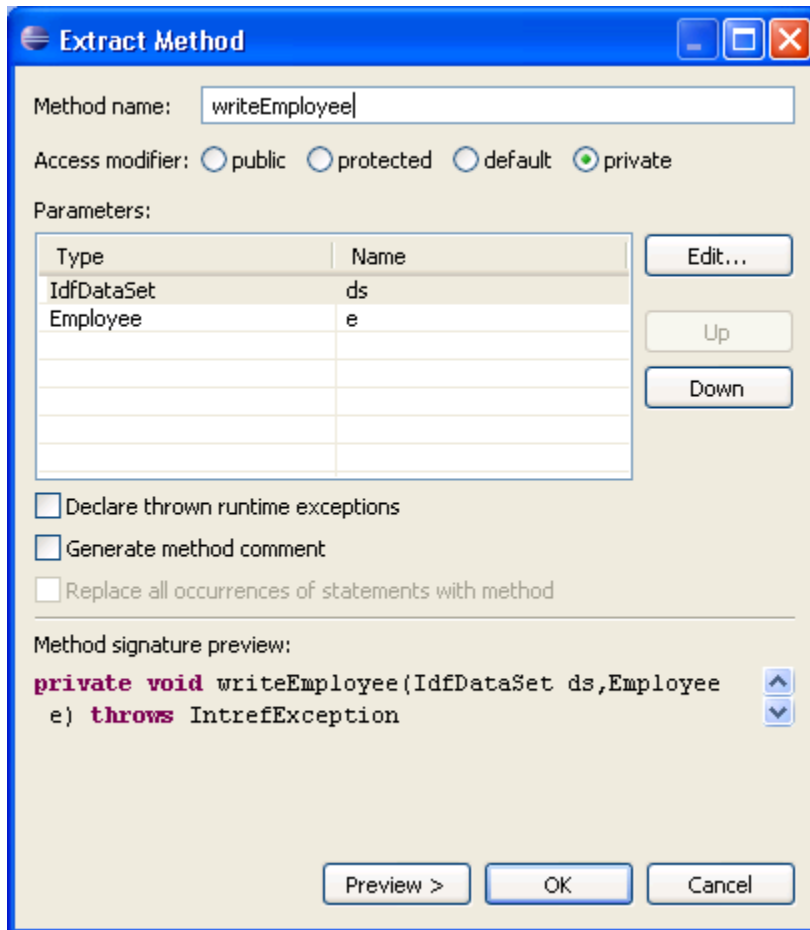 Extract Method
Method name: writeEmployee
Access modifier: public protected default private
Parameters:
Type Name
IdfDataSet ds
Employee e
Edit...
Up
Down
Declare thrown runtime exceptions
Generate method comment
Replace all occurrences of statements with method
Method signature preview:
private void writeEmployee(IdfDataSet ds,Employee
e) throws IntrefException
Preview > OK Cancel